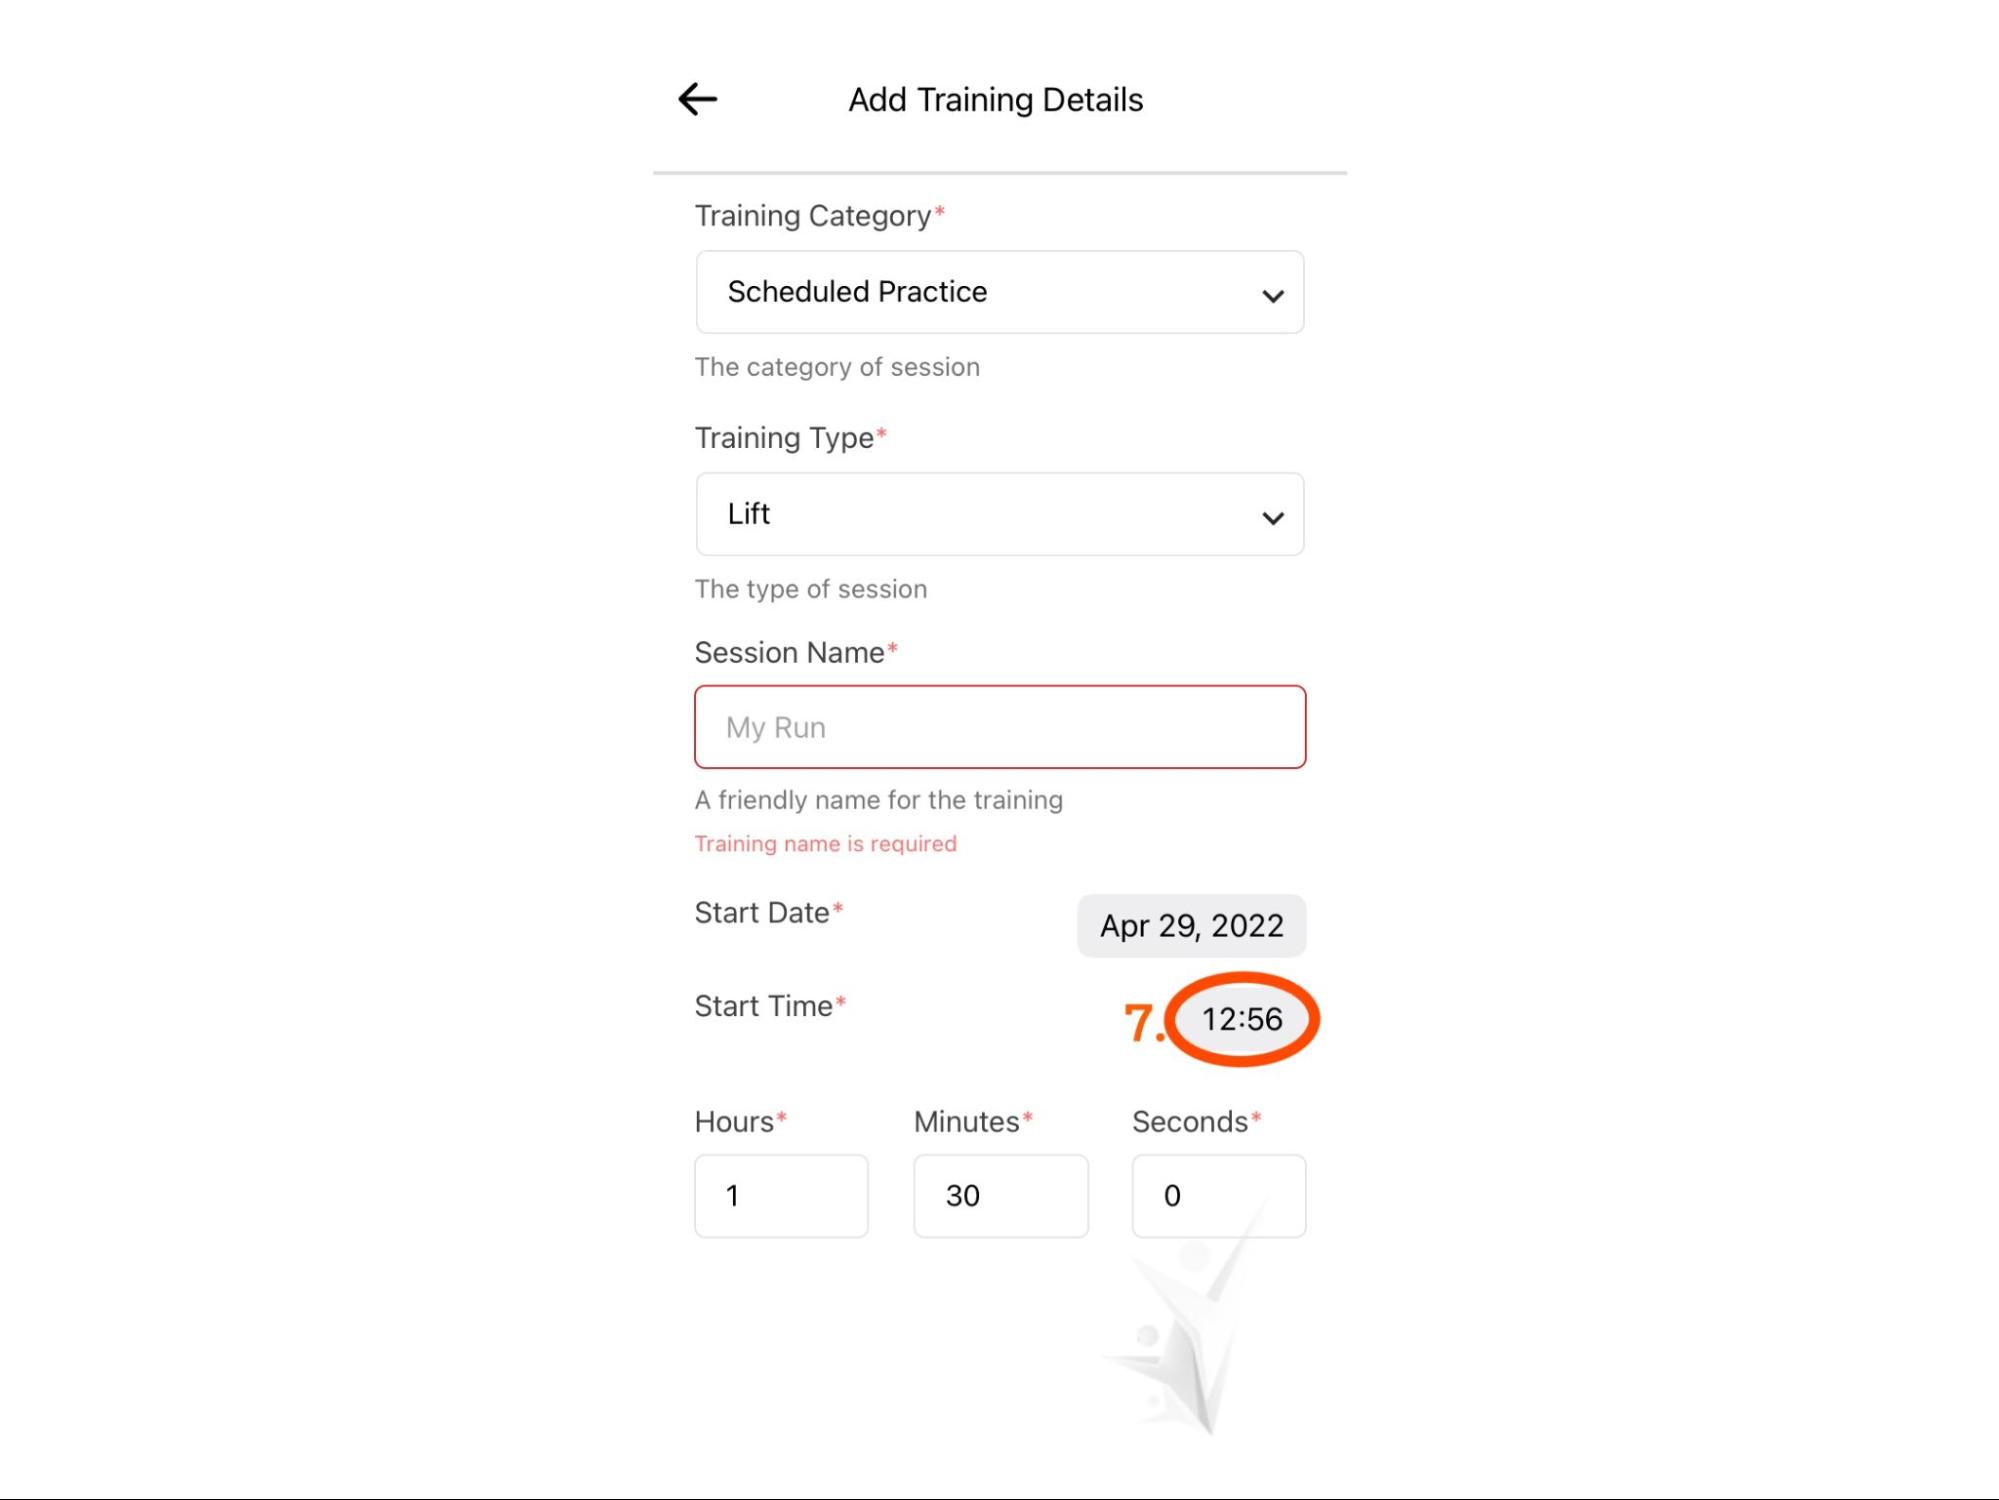 Add Training Details
Training Category*
Scheduled Practice
The category of session
Training Type*
Lift
The type of session
Session Name*
My Run
A friendly name for the training
Training name is required
Start Date* Apr 29, 2022
Start Time* 7. 12:56
Hours* Minutes* Seconds*
1 30 0